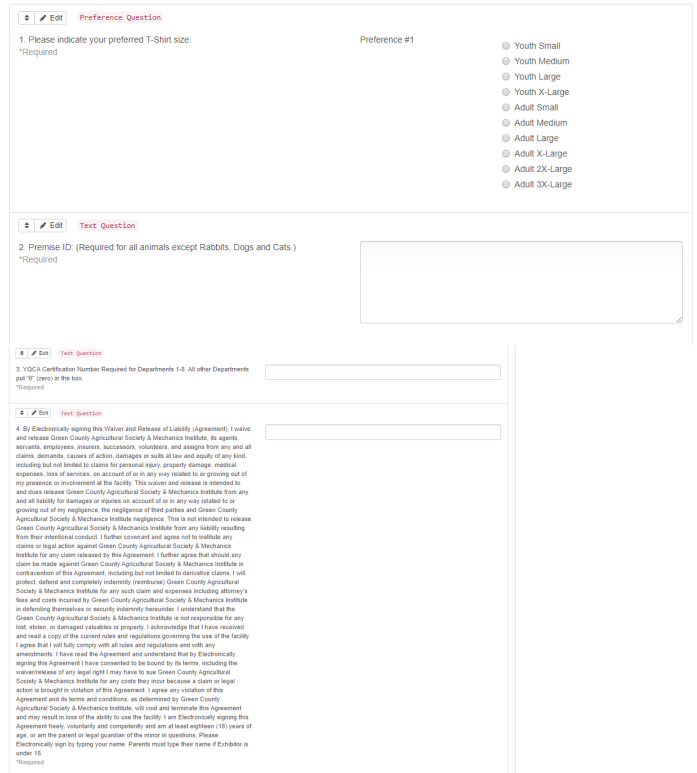 Edit Preference Question
1. Please indicate your preferred T-Shirt size:
*Required
Preference #1
Youth Small
Youth Medium
Youth Large
Youth X-Large
Adult Small
Adult Medium
Adult Large
Adult X-Large
Adult 2X-Large
Adult 3X-Large
Edit Text Question
2. Premise ID: (Required for all animals except Rabbits, Dogs and Cats.)
*Required
Edit Text Question
3. YQCA Certification Number Required for Departments 1-8. All other Departments
put "0" (zero) in the box.
*Required
Edit Text Question
4. By Electronically signing this Waiver and Release of Liability (Agreement), I waive
and release Green County Agricultural Society & Mechanics Institute, its agents,
servants, employees, insurers, successors, volunteers, and assigns from any and all
claims, demands, causes of action, damages or suits at law and equity of any kind,
including but not limited to claims for personal injury, property damage, medical
expenses, loss of services, on account of or in any way related to or growing out of
my presence or involvement at the facility. This waiver and release is intended to
and does release Green County Agricultural Society & Mechanics Institute from any
and all liability for damages or injuries on account of or in any way related to or
growing out of my negligence, the negligence of third parties and Green County
Agricultural Society & Mechanics Institute negligence. This is not intended to release
Green County Agricultural Society & Mechanics Institute from any liability resulting
from their intentional conduct. I further covenant and agree not to institute any
claims or legal action against Green County Agricultural Society & Mechanics
Institute for any claim released by this Agreement. I further agree that should any
claim be made against Green County Agricultural Society & Mechanics Institute in
contravention of this Agreement, including but not limited to derivative claims, I will
protect, defend and completely indemnity (reimburse) Green County Agricultural
Society & Mechanics Institute for any such claim and expenses including attorney's
fees and costs incurred by Green County Agricultural Society & Mechanics Institute
in defending themselves or security indemnity hereunder. I understand that the
Green County Agricultural Society & Mechanics Institute is not responsible for any
lost, stolen, or damaged valuables or property. I acknowledge that I have received
and read a copy of the current rules and regulations governing the use of the facility.
I agree that I will fully comply with all rules and regulations and with any
amendments. I have read the Agreement and understand that by Electronically
signing this Agreement I have consented to be bound by its terms, including the
waiver/release of any legal right I may have to sue Green County Agricultural
Society & Mechanics Institute for any costs they incur because a claim or legal
action is brought in violation of this Agreement. I agree any violation of this
Agreement and its terms and conditions, as determined by Green County
Agricultural Society & Mechanics Institute, will void and terminate this Agreement
and may result in loss of the ability to use the facility. I am Electronically signing this
Agreement freely, voluntarily and competently and am at least eighteen (18) years of
age, or am the parent or legal guardian of the minor in questions. Please
Electronically sign by typing your name. Parents must type their name if Exhibitor is
under 18.
*Required